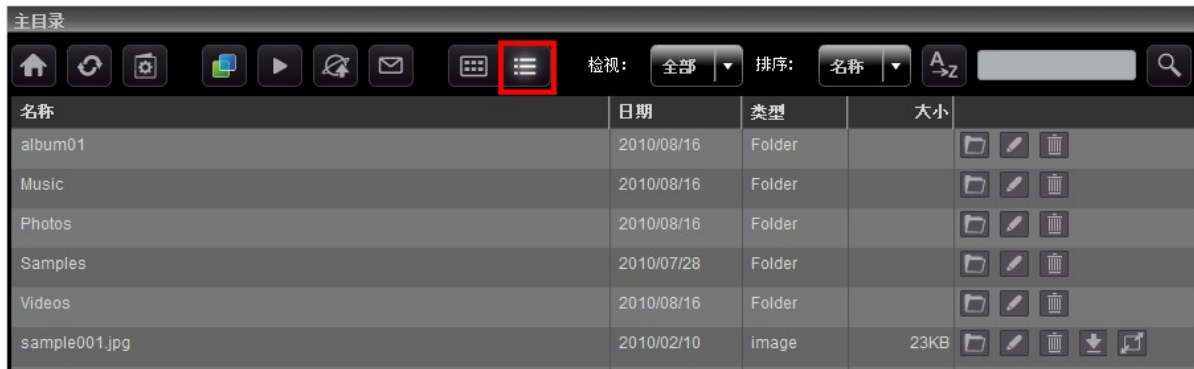 主目录
检视: 全部 排序: 名称 A→Z
名称 日期 类型 大小
album01 2010/08/16 Folder
Music 2010/08/16 Folder
Photos 2010/08/16 Folder
Samples 2010/07/28 Folder
Videos 2010/08/16 Folder
sample001.jpg 2010/02/10 image 23KB